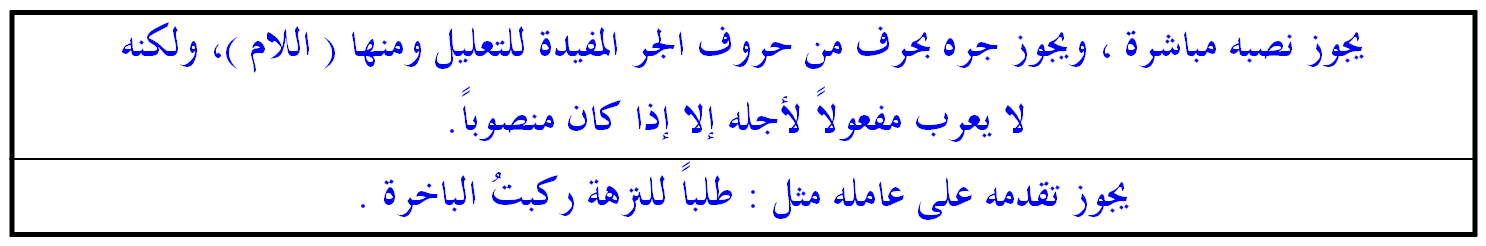 يجوز نصبه مباشرة ، ويجوز جره بحرف من حروف الجر المفيدة للتعليل ومنها ( اللام )، ولكنه
لا يعرب مفعولاً لأجله إلا إذا كان منصوباً.
يجوز تقدمه على عامله مثل : طلباً للنزهة ركبتُ الباخرة .